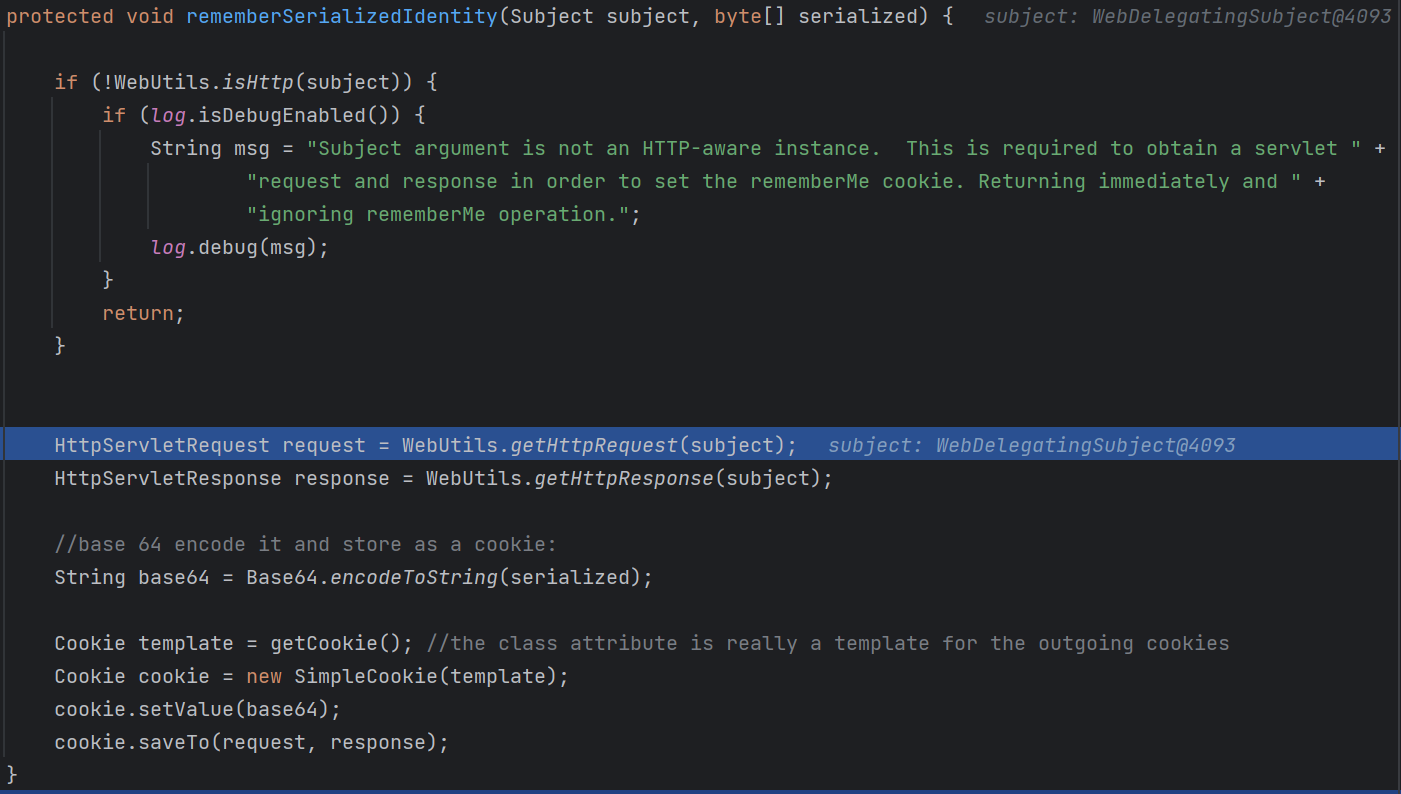 protected void rememberSerializedIdentity(Subject subject, byte[] serialized) {   subject: WebDelegatingSubject@4093
    if (!WebUtils.isHttp(subject)) {
        if (log.isDebugEnabled()) {
            String msg = "Subject argument is not an HTTP-aware instance.  This is required to obtain a servlet " +
                    "request and response in order to set the rememberMe cookie. Returning immediately and " +
                    "ignoring rememberMe operation.";
            log.debug(msg);
        }
        return;
    }
    HttpServletRequest request = WebUtils.getHttpRequest(subject);   subject: WebDelegatingSubject@4093
    HttpServletResponse response = WebUtils.getHttpResponse(subject);
    //base 64 encode it and store as a cookie:
    String base64 = Base64.encodeToString(serialized);
    Cookie template = getCookie(); //the class attribute is really a template for the outgoing cookies
    Cookie cookie = new SimpleCookie(template);
    cookie.setValue(base64);
    cookie.saveTo(request, response);
}